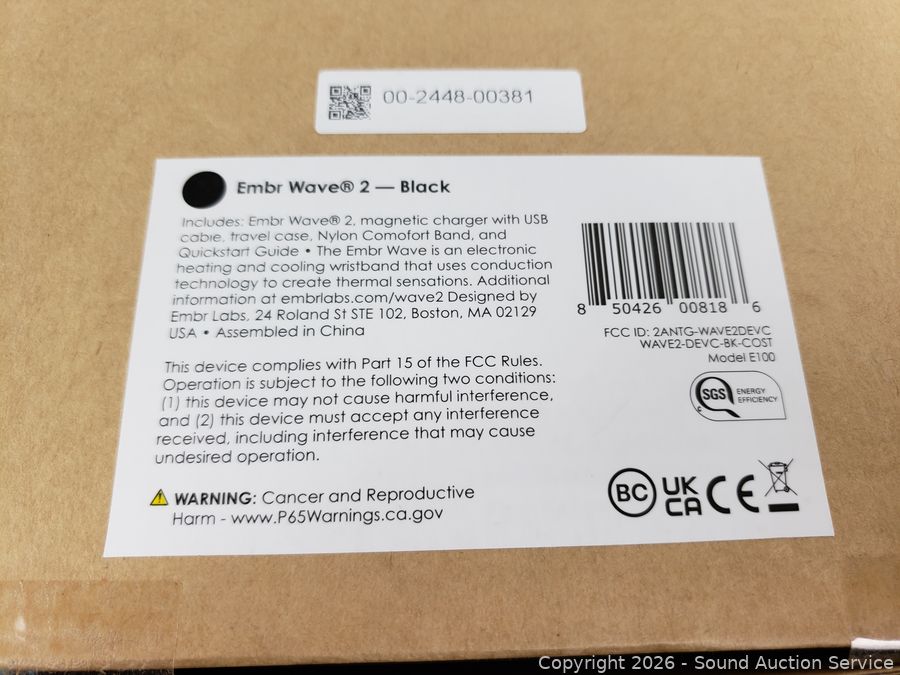 00-2448-00381
Embr Wave® 2 — Black
Includes: Embr Wave® 2, magnetic charger with USB
cable, travel case, Nylon Comofort Band, and
Quickstart Guide • The Embr Wave is an electronic
heating and cooling wristband that uses conduction
technology to create thermal sensations. Additional
information at embrlabs.com/wave2 Designed by
Embr Labs, 24 Roland St STE 102, Boston, MA 02129
USA • Assembled in China
This device complies with Part 15 of the FCC Rules.
Operation is subject to the following two conditions:
(1) this device may not cause harmful interference,
and (2) this device must accept any interference
received, including interference that may cause
undesired operation.
WARNING: Cancer and Reproductive
Harm - www.P65Warnings.ca.gov
8 50426 00818 6
FCC ID: 2ANTG-WAVE2DEVC
WAVE2-DEVC-BK-COST
Model E100
SGS ENERGY
EFFICIENCY
C
BC UK
CA CE
Copyright 2026 - Sound Auction Service